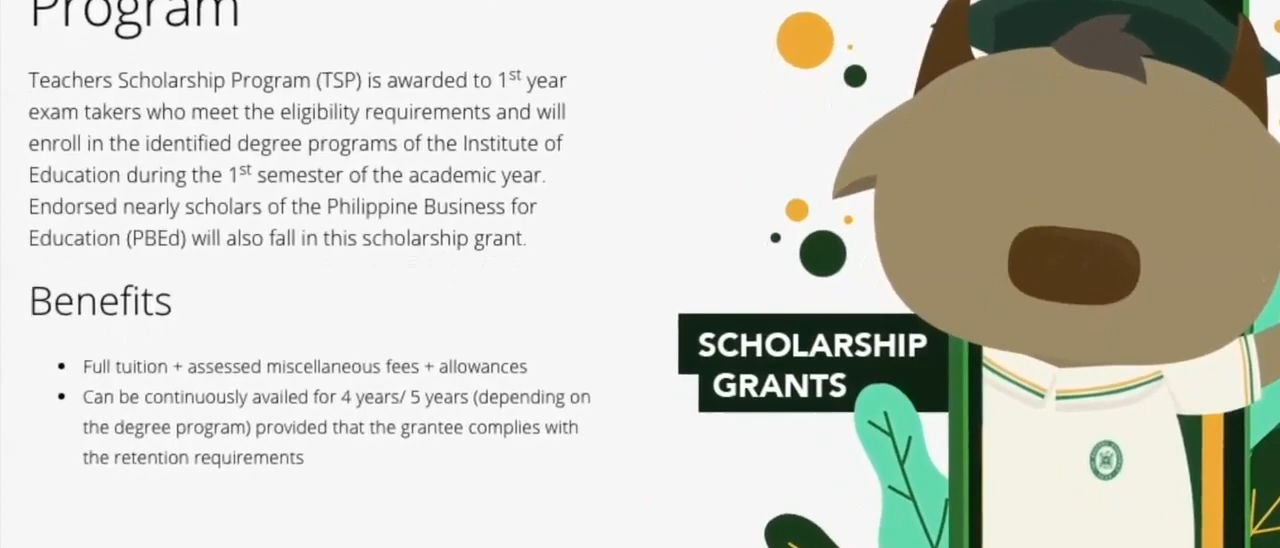 Program
Teachers Scholarship Program (TSP) is awarded to 1st year
exam takers who meet the eligibility requirements and will
enroll in the identified degree programs of the Institute of
Education during the 1st semester of the academic year.
Endorsed nearly scholars of the Philippine Business for
Education (PBEd) will also fall in this scholarship grant.
Benefits
• Full tuition + assessed miscellaneous fees + allowances
• Can be continuously availed for 4 years/ 5 years (depending on
the degree program) provided that the grantee complies with
the retention requirements
SCHOLARSHIP
GRANTS